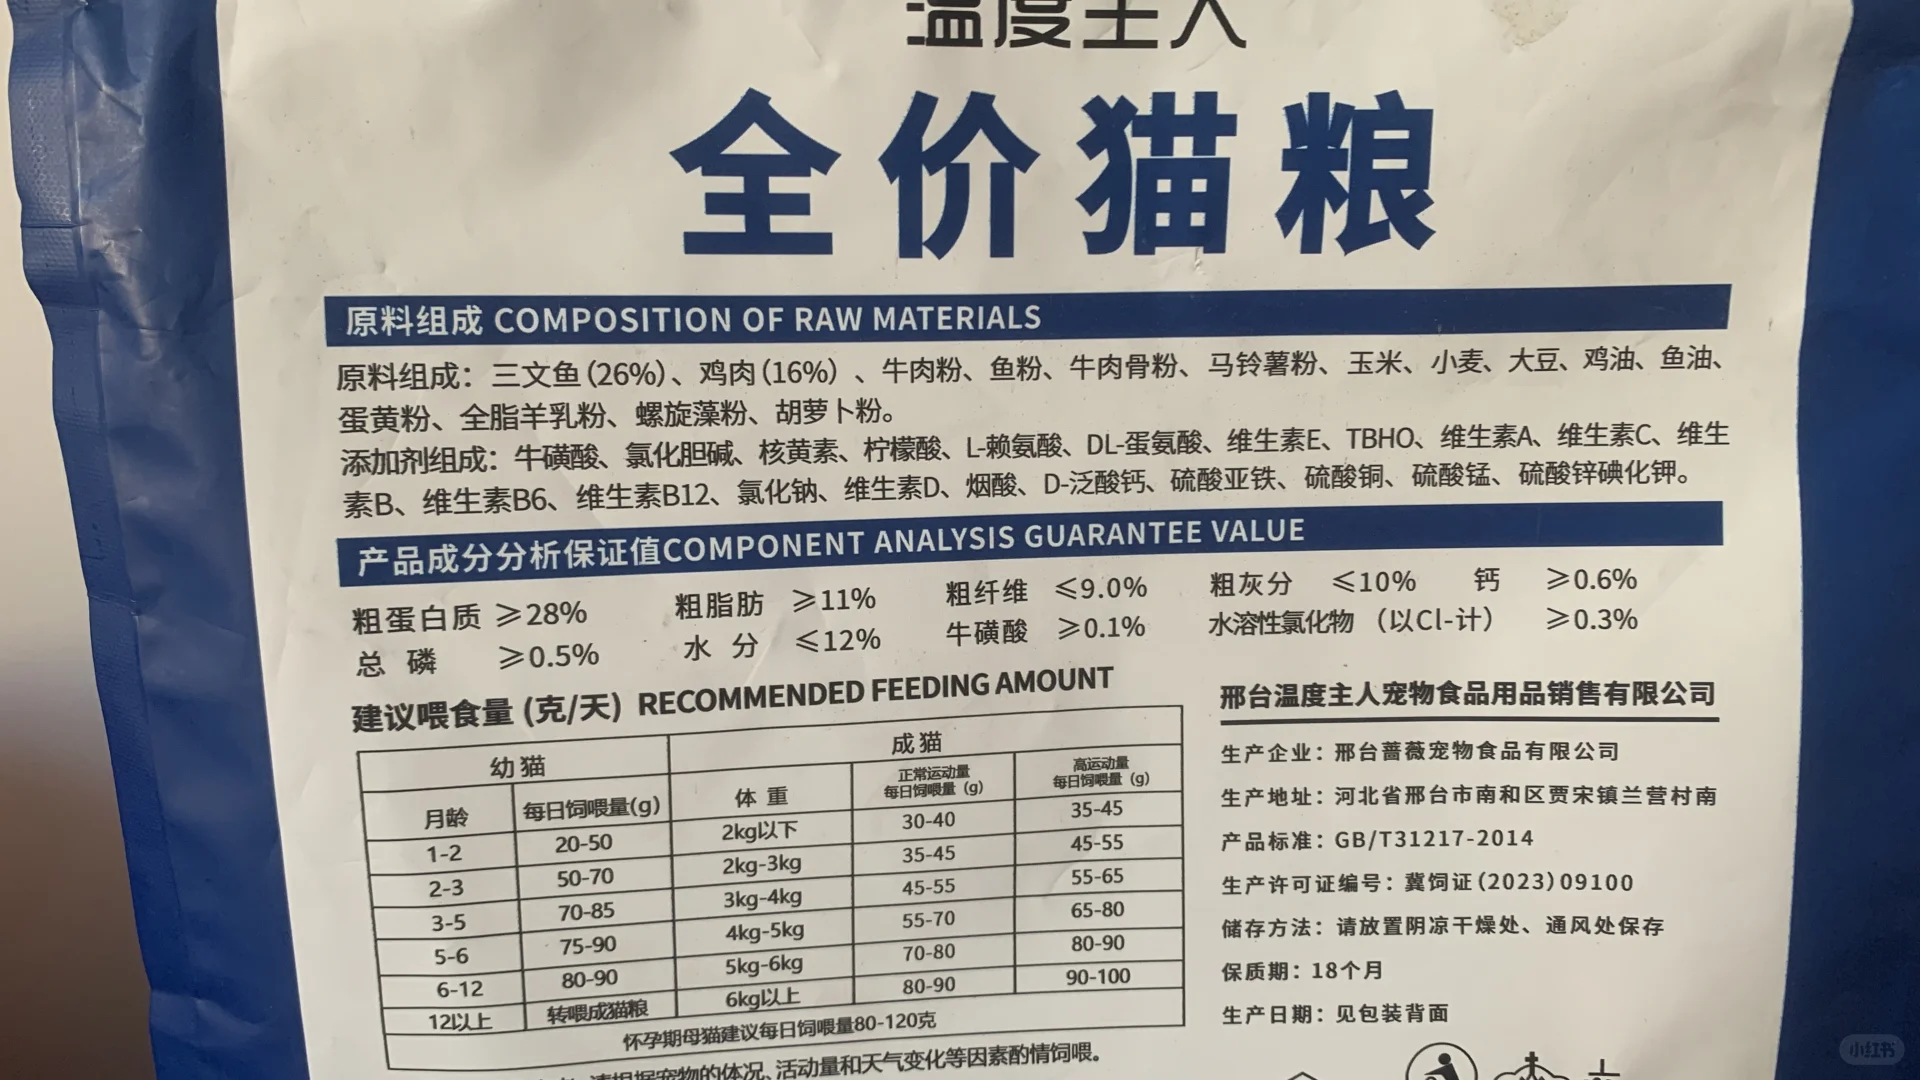 温度主人
全价猫粮
原料组成 COMPOSITION OF RAW MATERIALS
原料组成：三文鱼(26%)、鸡肉(16%) 、牛肉粉、鱼粉、牛肉骨粉、马铃薯粉、玉米、小麦、大豆、鸡油、鱼油、
蛋黄粉、全脂羊乳粉、螺旋藻粉、胡萝卜粉。
添加剂组成：牛磺酸、氯化胆碱、核黄素、柠檬酸、L-赖氨酸、DL-蛋氨酸、维生素E、TBHO、维生素A、维生素C、维生
素B、维生素B6、维生素B12、氯化钠、维生素D、烟酸、D-泛酸钙、硫酸亚铁、硫酸铜、硫酸锰、硫酸锌碘化钾。
产品成分分析保证值COMPONENT ANALYSIS GUARANTEE VALUE
粗蛋白质 ≥28% 粗脂肪 ≥11% 粗纤维 ≤9.0% 粗灰分 ≤10% 钙 ≥0.6%
总磷 ≥0.5% 水分 ≤12% 牛磺酸 ≥0.1% 水溶性氯化物（以Cl-计） ≥0.3%
建议喂食量 (克/天) RECOMMENDED FEEDING AMOUNT
幼猫 成猫
月龄 每日饲喂量(g) 体重 正常运动量每日饲喂量（g） 高运动量每日饲喂量（g）
1-2 20-50 2kg以下 30-40 35-45
2-3 50-70 2kg-3kg 35-45 45-55
3-5 70-85 3kg-4kg 45-55 55-65
5-6 75-90 4kg-5kg 55-70 65-80
6-12 80-90 5kg-6kg 70-80 80-90
12以上 转喂成猫粮 6kg以上 80-90 90-100
怀孕期母猫建议每日饲喂量80-120克
请根据宠物的体况、活动量和天气变化等因素酌情饲喂。
邢台温度主人宠物食品用品销售有限公司
生产企业：邢台蔷薇宠物食品有限公司
生产地址：河北省邢台市南和区贾宋镇兰营村南
产品标准：GB/T31217-2014
生产许可证编号：冀饲证(2023)09100
储存方法：请放置阴凉干燥处、通风处保存
保质期：18个月
生产日期：见包装背面
小红书